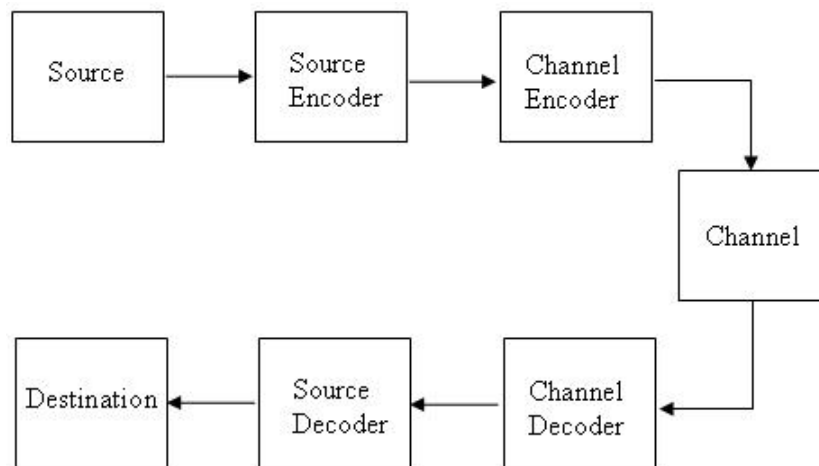 Source
Source
Encoder
Channel
Encoder
Channel
Destination
Source
Decoder
Channel
Decoder